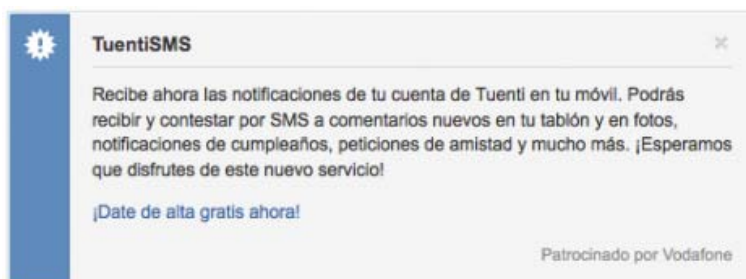 TuentiSMS
Recibe ahora las notificaciones de tu cuenta de Tuenti en tu móvil. Podrás
recibir y contestar por SMS a comentarios nuevos en tu tablón y en fotos,
notificaciones de cumpleaños, peticiones de amistad y mucho más. ¡Esperamos
que disfrutes de este nuevo servicio!
¡Date de alta gratis ahora!
Patrocinado por Vodafone